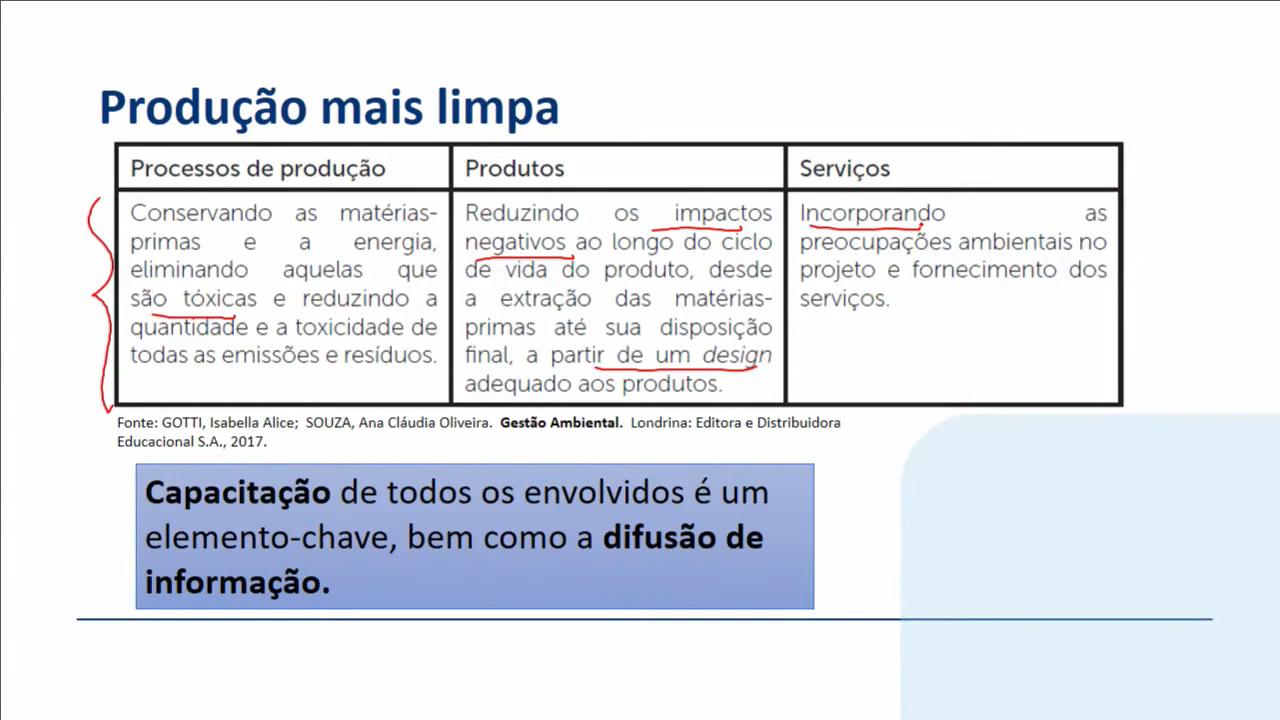 Produção mais limpa
Processos de produção
Conservando as matérias-
primas e a energia,
eliminando aquelas que
são tóxicas e reduzindo a
quantidade e a toxicidade de
todas as emissões e resíduos.
Produtos
Reduzindo os impactos
negativos ao longo do ciclo
de vida do produto, desde
a extração das matérias-
primas até sua disposição
final, a partir de um design
adequado aos produtos.
Serviços
Incorporando as
preocupações ambientais no
projeto e fornecimento dos
serviços.
Fonte: GOTTI, Isabella Alice; SOUZA, Ana Cláudia Oliveira. Gestão Ambiental. Londrina: Editora e Distribuidora
Educacional S.A., 2017.
Capacitação de todos os envolvidos é um
elemento-chave, bem como a difusão de
informação.